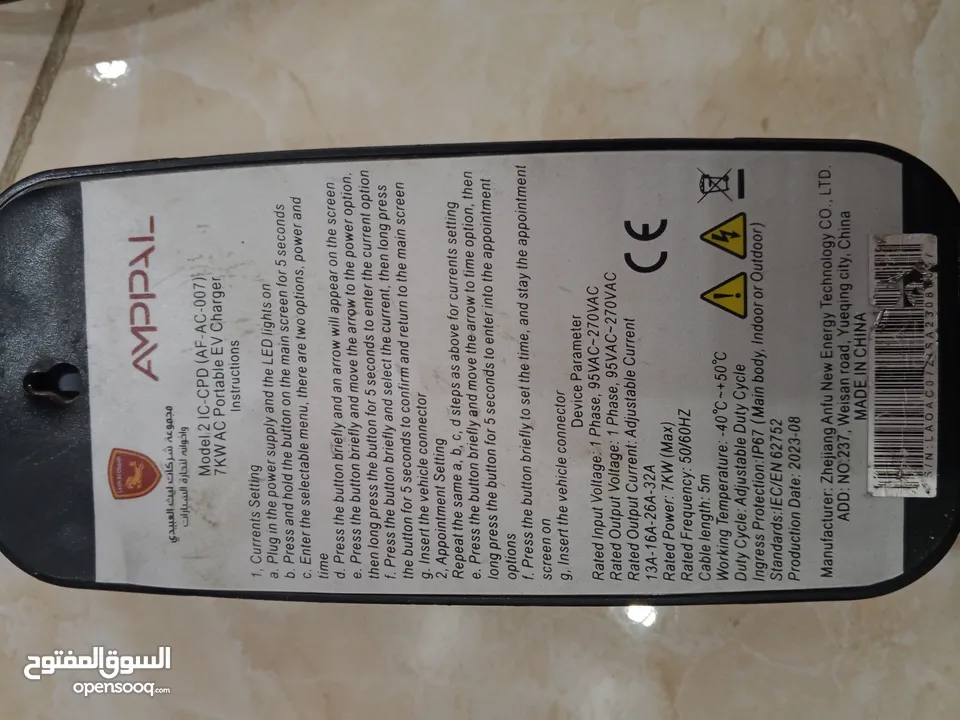 AMPPAL
مجموعة شركات ليث العبيدي
واخوانه لتجارة السيارات
Model 2 IC-CPD (AF-AC-007)
7KW AC Portable EV Charger
Instructions
1, Currents Setting
a. Plug in the power supply and the LED lights on
b. Press and hold the button on the main screen for 5 seconds
c. Enter the selectable menu, there are two options, power and
time
d. Press the button briefly and an arrow will appear on the screen
e. Press the button briefly and move the arrow to the power option,
then long press the button for 5 seconds to enter the current option
f. Press the button briefly and select the current, then long press
the button for 5 seconds to confirm and return to the main screen
g, Insert the vehicle connector
2, Appointment Setting
Repeat the same a, b, c, d steps as above for currents setting
e. Press the button briefly and move the arrow to time option, then
long press the button for 5 seconds to enter into the appointment
options
f. Press the button briefly to set the time, and stay the appointment
screen on
g, Insert the vehicle connector
Device Parameter
Rated Input Voltage: 1 Phase, 95VAC~270VAC
Rated Output Voltage: 1 Phase, 95VAC~270VAC
Rated Output Current: Adjustable Current
13A-16A-26A-32A
Power: 7KW (Max)
Rated Frequency: 50/60HZ
Cable length: 5m
Working Temperature: -40°C~+50°C
Duty Cycle: Adjustable Duty Cycle
Ingress Protection: IP67 (Main body, Indoor or Outdoor)
Standards: IEC/EN 62752
Production Date: 2023-08
CE
Manufacturer: Zhejiang Antu New Energy Technology CO., LTD.
ADD: NO.237, Weisan road, Yueqing city, China
MADE IN CHINA
السوق المفتوح
opensooq.com